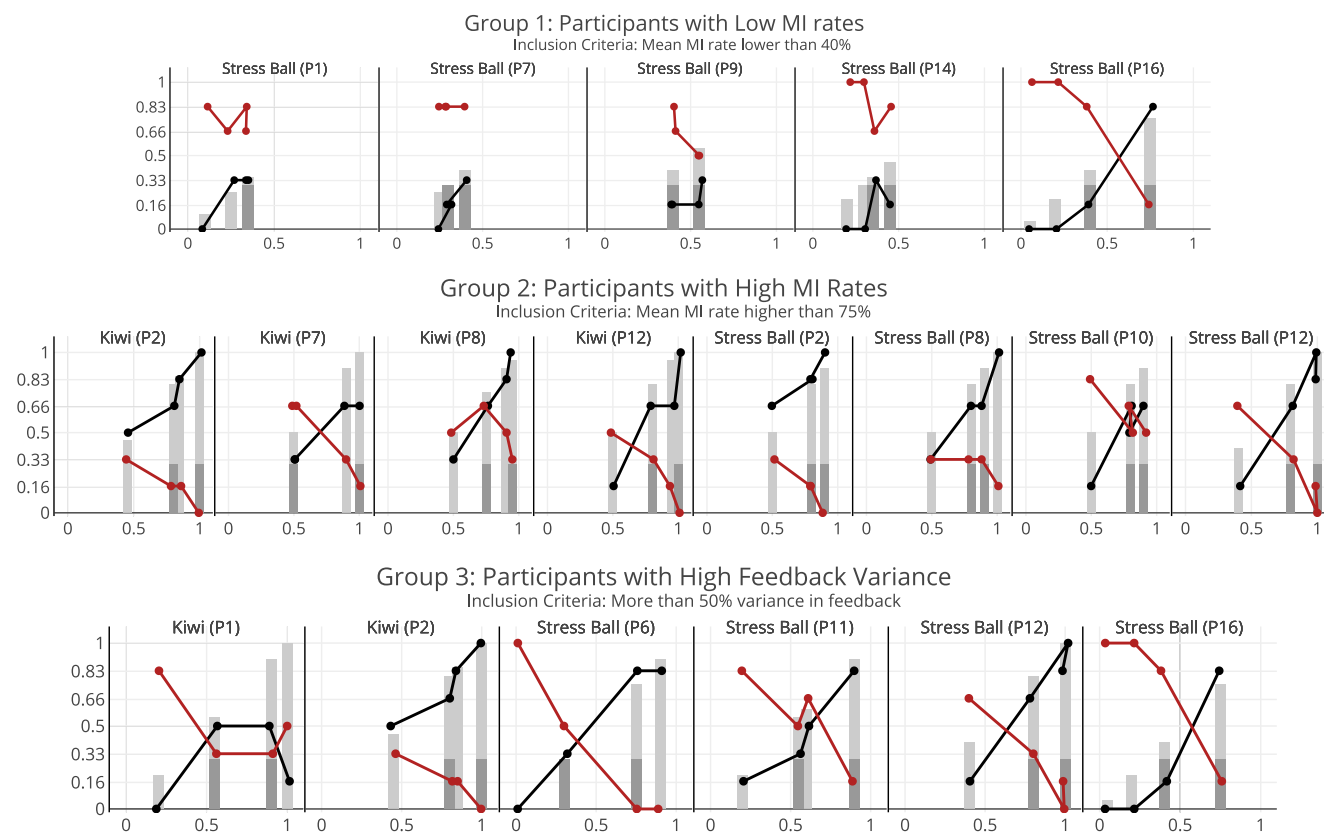 Group 1: Participants with Low MI rates
Inclusion Criteria: Mean MI rate lower than 40%
Stress Ball (P1) Stress Ball (P7) Stress Ball (P9) Stress Ball (P14) Stress Ball (P16)
1
0.83
0.66
0.5
0.33
0.16
0
0 0.5 1 0 0.5 1 0 0.5 1 0 0.5 1 0 0.5 1
Group 2: Participants with High MI Rates
Inclusion Criteria: Mean MI rate higher than 75%
Kiwi (P2) Kiwi (P7) Kiwi (P8) Kiwi (P12) Stress Ball (P2) Stress Ball (P8) Stress Ball (P10) Stress Ball (P12)
1
0.83
0.66
0.5
0.33
0.16
0
0 0.5 1 0 0.5 1 0 0.5 1 0 0.5 1 0 0.5 1 0 0.5 1 0 0.5 1 0 0.5 1
Group 3: Participants with High Feedback Variance
Inclusion Criteria: More than 50% variance in feedback
Kiwi (P1) Kiwi (P2) Stress Ball (P6) Stress Ball (P11) Stress Ball (P12) Stress Ball (P16)
1
0.83
0.66
0.5
0.33
0.16
0
0 0.5 1 0 0.5 1 0 0.5 1 0 0.5 1 0 0.5 1 0 0.5 1